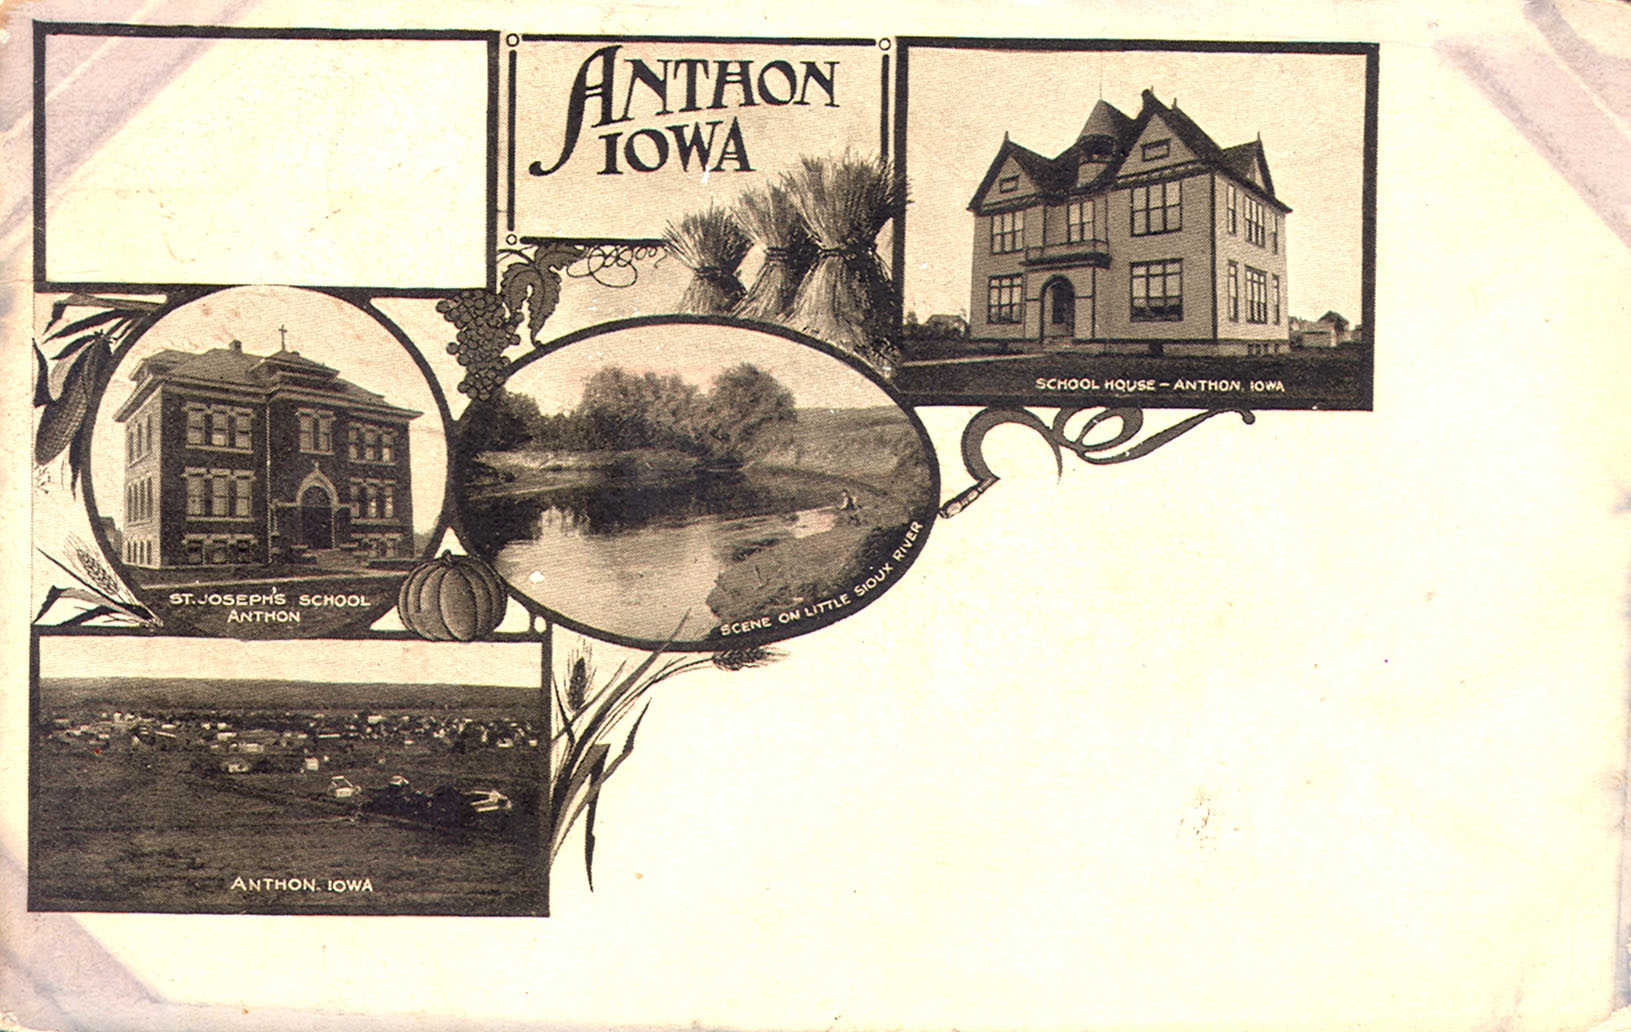 ANTHON
IOWA
SCHOOL HOUSE – ANTHON, IOWA
ST. JOSEPH'S SCHOOL
ANTHON
SCENE ON LITTLE SIOUX RIVER
ANTHON. IOWA